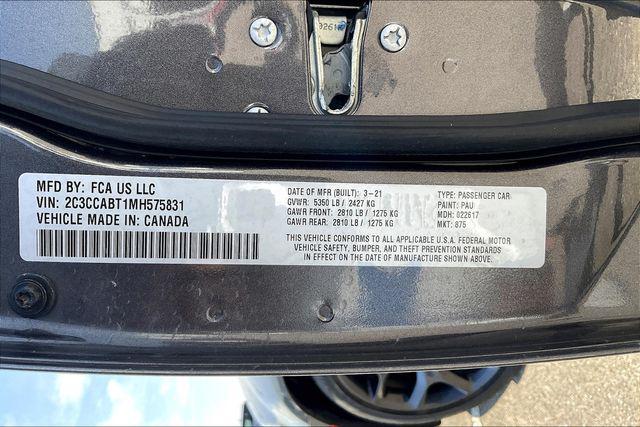 MFD BY: FCA US LLC
VIN: 2C3CCABT1MH575831
VEHICLE MADE IN: CANADA
DATE OF MFR (BUILT): 3-21
GVWR: 5350 LB / 2427 KG
GAWR FRONT: 2810 LB / 1275 KG
GAWR REAR: 2810 LB / 1275 KG
TYPE: PASSENGER CAR
PAINT: PAU
MDH: 022617
MKT: 875
THIS VEHICLE CONFORMS TO ALL APPLICABLE U.S.A. FEDERAL MOTOR
VEHICLE SAFETY, BUMPER, AND THEFT PREVENTION STANDARDS
IN EFFECT ON THE DATE OF MANUFACTURE SHOWN ABOVE.